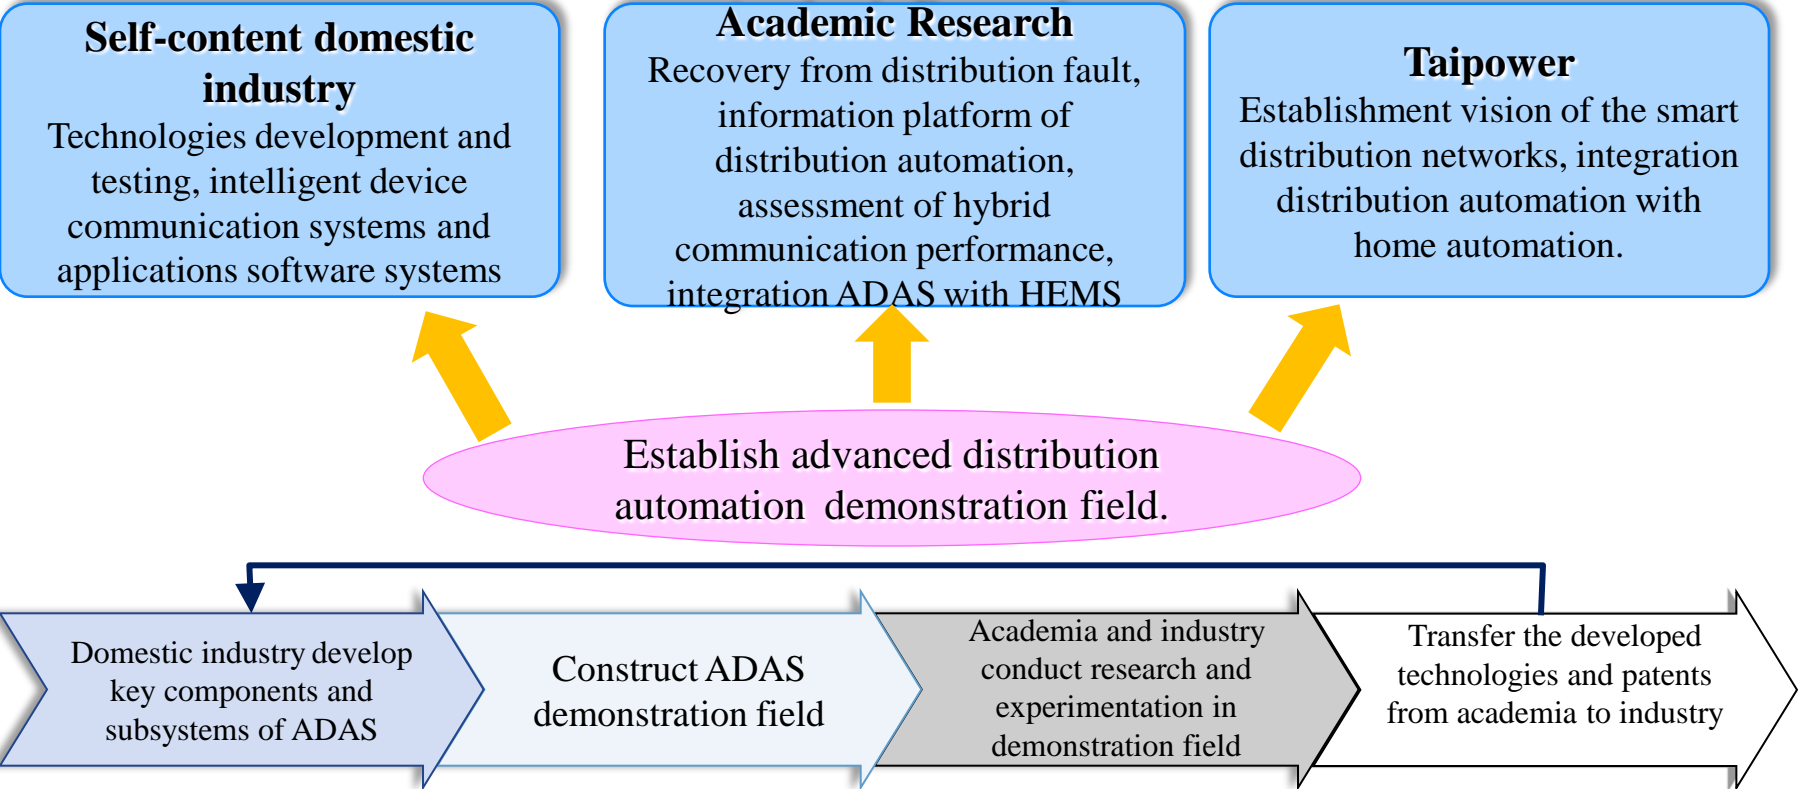 Self-content domestic
industry
Technologies development and
testing, intelligent device
communication systems and
applications software systems
Academic Research
Recovery from distribution fault,
information platform of
distribution automation,
assessment of hybrid
communication performance,
integration ADAS with HEMS
Taipower
Establishment vision of the smart
distribution networks, integration
distribution automation with
home automation.
Establish advanced distribution
automation demonstration field.
Domestic industry develop
key components and
subsystems of ADAS
Construct ADAS
demonstration field
Academia and industry
conduct research and
experimentation in
demonstration field
Transfer the developed
technologies and patents
from academia to industry